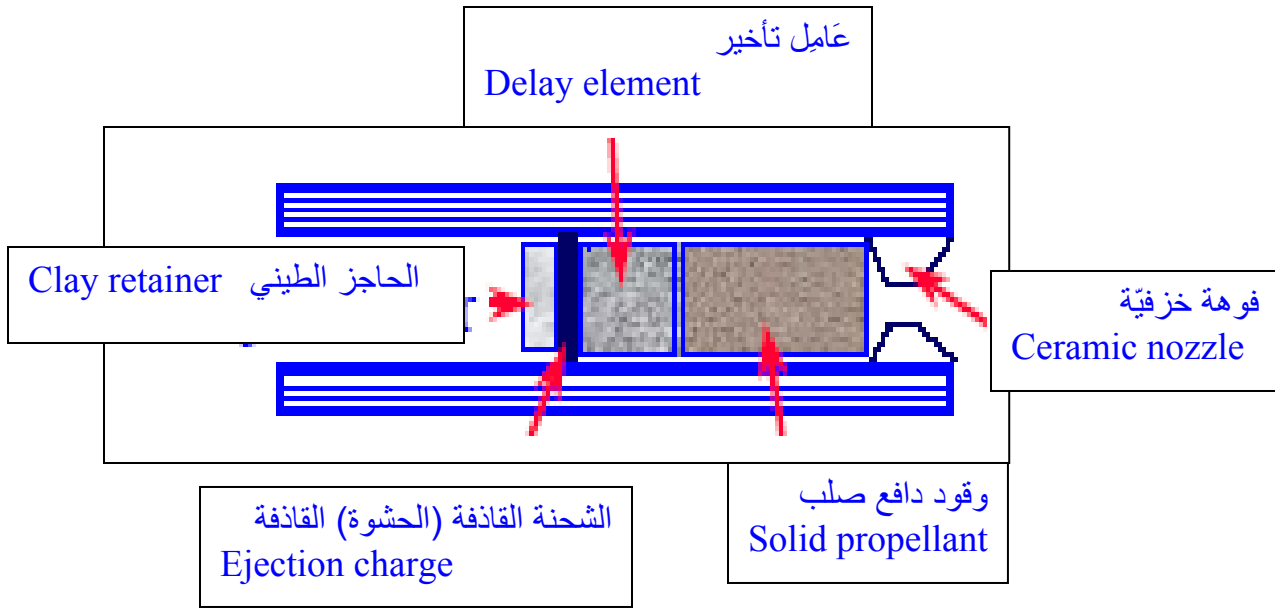 عَامِل تأخير
Delay element
Clay retainer الحاجز الطيني
فوهة خزفيّة
Ceramic nozzle
الشحنة القاذفة (الحشوة) القاذفة
Ejection charge
وقود دافع صلب
Solid propellant